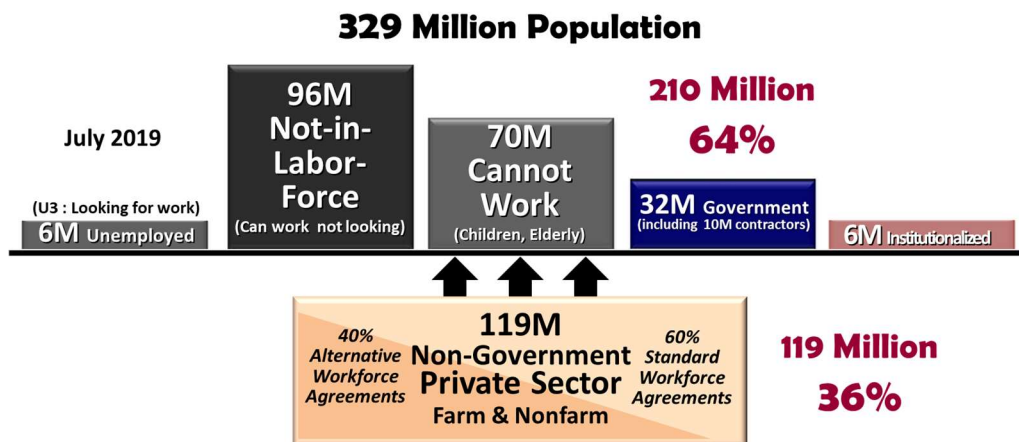 329 Million Population
July 2019
(U3 : Looking for work)
6M Unemployed
96M
Not-in-
Labor-
Force
(Can work not looking)
70M
Cannot
Work
(Children, Elderly)
210 Million
64%
32M Government
(including 10M contractors)
6M Institutionalized
40%
Alternative
Workforce
Agreements
119M
Non-Government
Private Sector
Farm & Nonfarm
60%
Standard
Workforce
Agreements
119 Million
36%